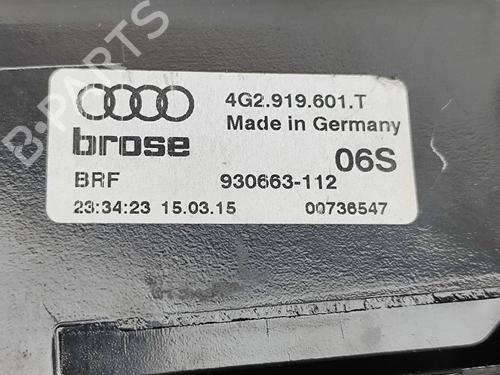 4G2.919.601.T
Made in Germany
brose
06S
BRF 930663-112
23:34:23 15.03.15 00736547
B-PARTS